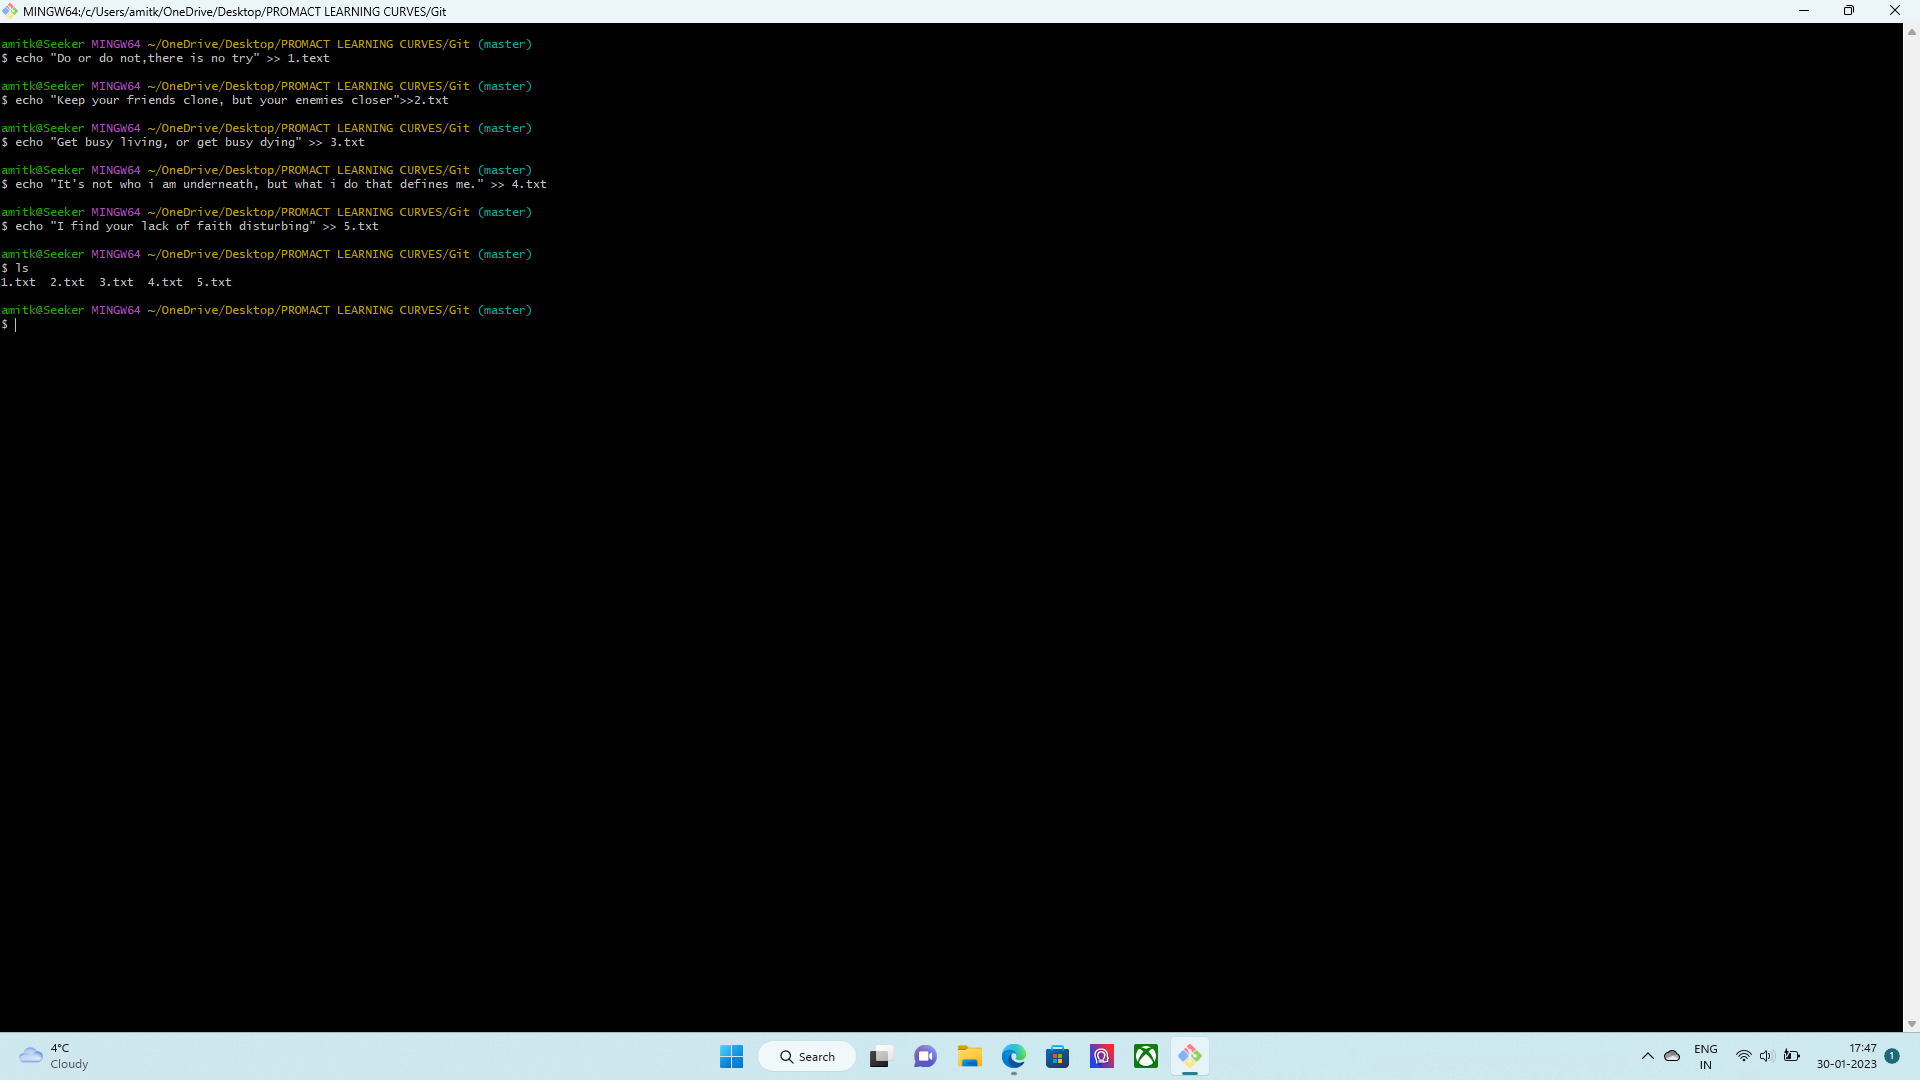 MINGW64:/c/Users/amitk/OneDrive/Desktop/PROMACT LEARNING CURVES/Git
amitk@Seeker MINGW64 ~/OneDrive/Desktop/PROMACT LEARNING CURVES/Git (master)
$ echo "Do or do not,there is no try" >> 1.text
amitk@Seeker MINGW64 ~/OneDrive/Desktop/PROMACT LEARNING CURVES/Git (master)
$ echo "Keep your friends clone, but your enemies closer">>2.txt
amitk@Seeker MINGW64 ~/OneDrive/Desktop/PROMACT LEARNING CURVES/Git (master)
$ echo "Get busy living, or get busy dying" >> 3.txt
amitk@Seeker MINGW64 ~/OneDrive/Desktop/PROMACT LEARNING CURVES/Git (master)
$ echo "It's not who i am underneath, but what i do that defines me." >> 4.txt
amitk@Seeker MINGW64 ~/OneDrive/Desktop/PROMACT LEARNING CURVES/Git (master)
$ echo "I find your lack of faith disturbing" >> 5.txt
amitk@Seeker MINGW64 ~/OneDrive/Desktop/PROMACT LEARNING CURVES/Git (master)
$ ls
1.txt  2.txt  3.txt  4.txt  5.txt
amitk@Seeker MINGW64 ~/OneDrive/Desktop/PROMACT LEARNING CURVES/Git (master)
$
4°C
Cloudy
Search
ENG
IN
17:47
30-01-2023
1